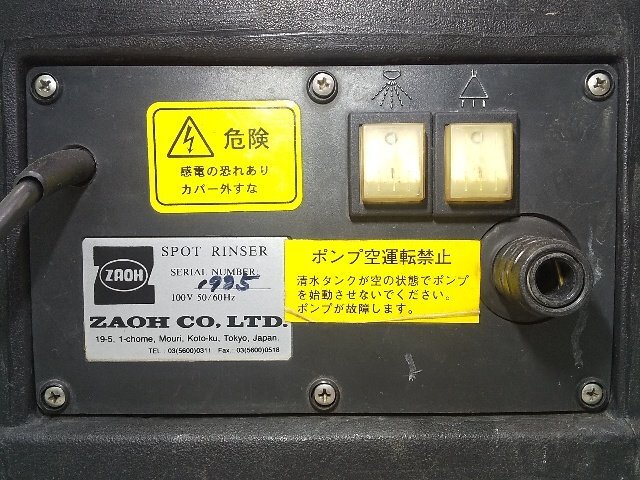 危険
感電の恐れあり
カバー外すな
ZAOH
SPOT RINSER
SERIAL NUMBER:
1995
100V 50/60Hz
ZAOH CO, LTD.
19-5, 1-chome, Mouri, Koto-ku, Tokyo, Japan.
TEL : 03(5600)0311 Fax : 03(5600)0518
ポンプ空運転禁止
清水タンクが空の状態でポンプ
を始動させないでください。
ポンプが故障します。